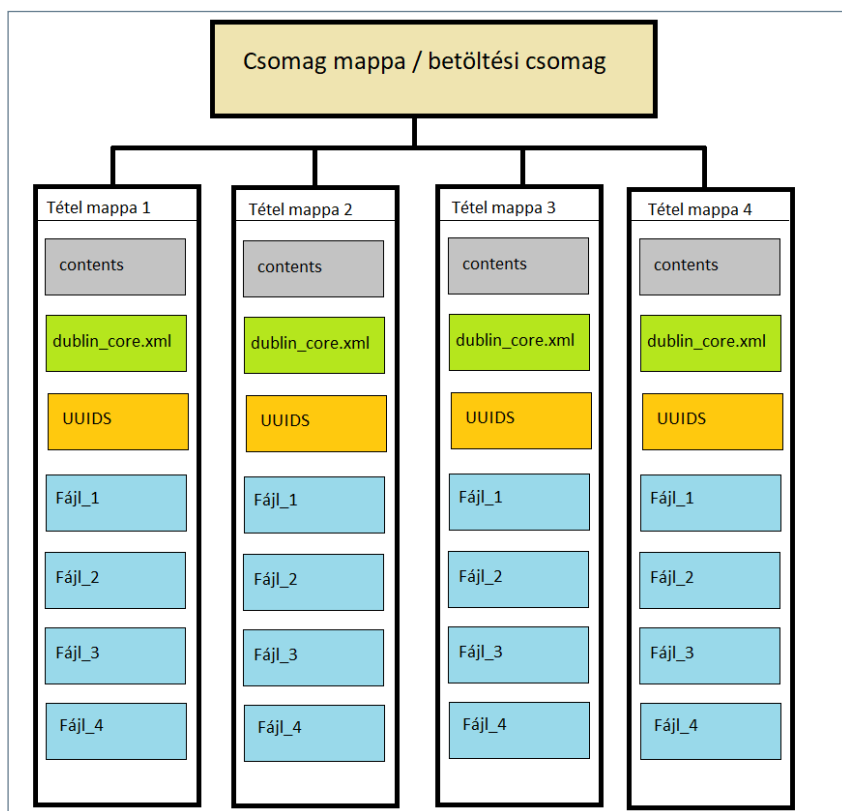 Csomag mappa / betöltési csomag
Tétel mappa 1
contents
dublin_core.xml
UUIDS
Fájl_1
Fájl_2
Fájl_3
Fájl_4
Tétel mappa 2
contents
dublin_core.xml
UUIDS
Fájl_1
Fájl_2
Fájl_3
Fájl_4
Tétel mappa 3
contents
dublin_core.xml
UUIDS
Fájl_1
Fájl_2
Fájl_3
Fájl_4
Tétel mappa 4
contents
dublin_core.xml
UUIDS
Fájl_1
Fájl_2
Fájl_3
Fájl_4